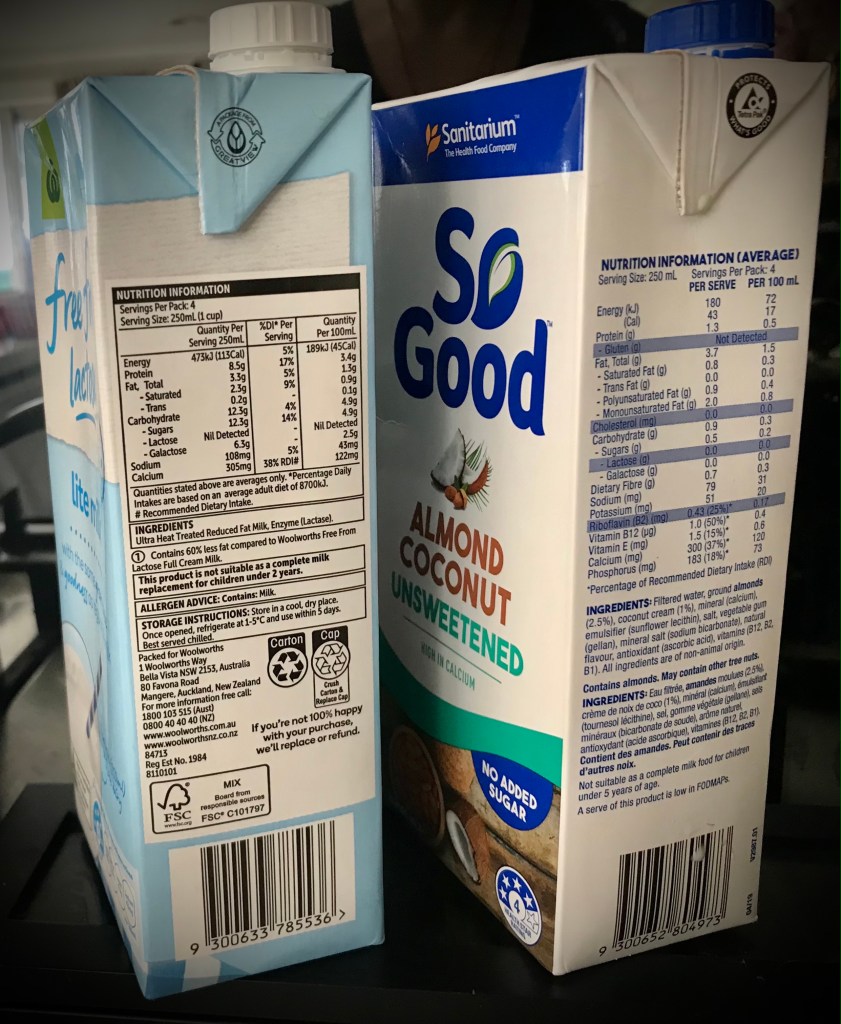 A PACKAGE FROM
GREATVIEW
free f
lact
lite m
NUTRITION INFORMATION
Servings Per Pack: 4
Serving Size: 250mL (1 cup)
Quantity Per Serving 250mL %DI* Per Serving Quantity Per 100mL
Energy 473kJ (113Cal) 5% 189kJ (45Cal)
Protein 8.5g 17% 3.4g
Fat, Total 3.3g 5% 1.3g
- Saturated 2.3g 9% 0.9g
- Trans 0.2g - 0.1g
Carbohydrate 12.3g 4% 4.9g
- Sugars 12.3g 14% 4.9g
- Lactose Nil Detected - Nil Detected
- Galactose 6.3g - 2.5g
Sodium 108mg 5% 43mg
Calcium 305mg 38% RDI# 122mg
Quantities stated above are averages only. *Percentage Daily
Intakes are based on an average adult diet of 8700kJ.
# Recommended Dietary Intake.
INGREDIENTS
Ultra Heat Treated Reduced Fat Milk, Enzyme (Lactase).
1 Contains 60% less fat compared to Woolworths Free From
Lactose Full Cream Milk.
This product is not suitable as a complete milk
replacement for children under 2 years.
ALLERGEN ADVICE: Contains: Milk.
STORAGE INSTRUCTIONS: Store in a cool, dry place.
Once opened, refrigerate at 1-5°C and use within 5 days.
Best served chilled.
Packed for Woolworths
1 Woolworths Way
Bella Vista NSW 2153, Australia
80 Favona Road
Mangere, Auckland, New Zealand
For more information free call:
1800 103 515 (Aust)
0800 40 40 40 (NZ)
www.woolworths.com.au
www.woolworthsnz.co.nz
84713
Reg Est No. 1984
8110101
Carton
Cap
Crush
Carton &
Replace Cap
If you're not 100% happy
with your purchase,
we'll replace or refund.
FSC
www.fsc.org
MIX
Board from
responsible sources
FSC® C101797
9 300633 785536 >
Sanitarium™
The Health Food Company
So
Good™
ALMOND
COCONUT
UNSWEETENED
HIGH IN CALCIUM
NO ADDED
SUGAR
4
HEALTH STAR
RATING
PROTECTS
Tetra Pak
WHAT'S GOOD
NUTRITION INFORMATION (AVERAGE)
Serving Size: 250 mL Servings Per Pack: 4
PER SERVE PER 100 mL
Energy (kJ) 180 72
(Cal) 43 17
Protein (g) 1.3 0.5
- Gluten (g) Not Detected
Fat, Total (g) 3.7 1.5
- Saturated Fat (g) 0.8 0.3
- Trans Fat (g) 0.0 0.0
- Polyunsaturated Fat (g) 0.9 0.4
- Monounsaturated Fat (g) 2.0 0.8
Cholesterol (mg) 0.0 0.0
Carbohydrate (g) 0.9 0.3
- Sugars (g) 0.5 0.2
- Lactose (g) 0.0 0.0
- Galactose (g) 0.0 0.0
Dietary Fibre (g) 0.7 0.3
Sodium (mg) 79 31
Potassium (mg) 51 20
Riboflavin (B2) (mg) 0.43 (25%)* 0.17
Vitamin B12 (µg) 1.0 (50%)* 0.4
Vitamin E (mg) 1.5 (15%)* 0.6
Calcium (mg) 300 (37%)* 120
Phosphorus (mg) 183 (18%)* 73
*Percentage of Recommended Dietary Intake (RDI)
INGREDIENTS: Filtered water, ground almonds
(2.5%), coconut cream (1%), mineral (calcium),
emulsifier (sunflower lecithin), salt, vegetable gum
(gellan), mineral salt (sodium bicarbonate), natural
flavour, antioxidant (ascorbic acid), vitamins (B12, B2,
B1). All ingredients are of non-animal origin.
Contains almonds. May contain other tree nuts.
INGREDIENTS: Eau filtrée, amandes moulues (2.5%),
crème de noix de coco (1%), minéral (calcium), émulsifiant
(tournesol lécithine), sel, gomme végétale (gellane), sels
minéraux (bicarbonate de soude), arôme naturel,
antioxydant (acide ascorbique), vitamines (B12, B2, B1).
Contient des amandes. Peut contenir des traces
d'autres noix.
Not suitable as a complete milk food for children
under 5 years of age.
A serve of this product is low in FODMAPs.
9 300652 804973
04/19